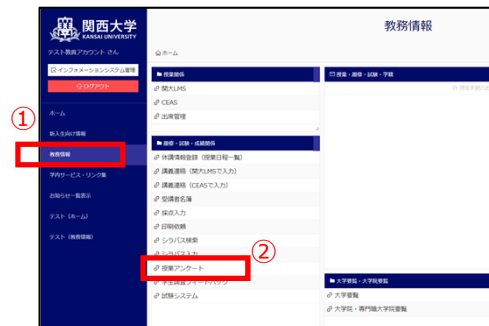 関西大学
KANSAI UNIVERSITY
教務情報
テスト教員アカウント さん
ホーム
インフォメーションシステム管理
ログアウト
①
ホーム
新入生向け情報
教務情報
学内サービス・リンク集
お知らせ一覧表示
テスト（ホーム）
テスト（教務情報）
授業関係
関大LMS
CEAS
出席管理
履修・試験・成績関係
休講情報登録（授業日程一覧）
講義連絡（関大LMSで入力）
講義連絡（CEASで入力）
受講者名簿
採点入力
印刷依頼
シラバス検索
シラバス入力
②
授業アンケート
学生調査フィードバック
試験システム
授業・履修・試験・学籍
大学要覧・大学院要覧
大学要覧
大学院・専門職大学院要覧